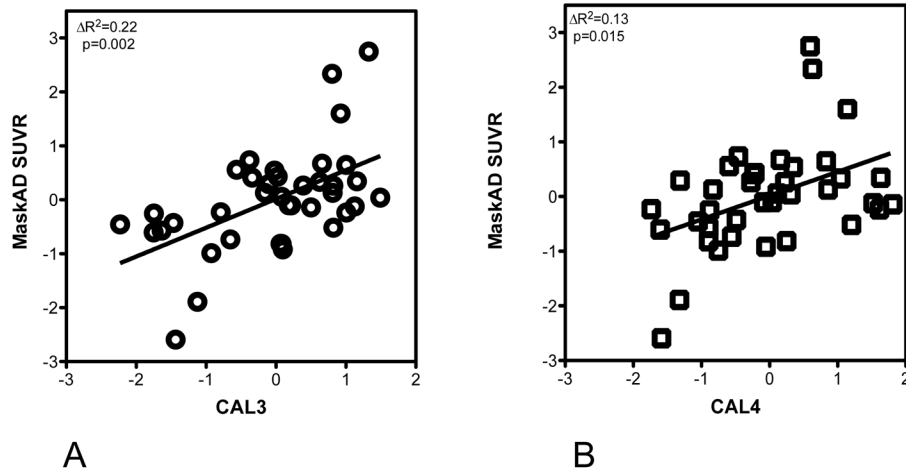 ΔR²=0.22
p=0.002
3
2
1
0
-1
-2
-3
MaskAD SUVR
-3 -2 -1 0 1 2
CAL3
A
ΔR²=0.13
p=0.015
3
2
1
0
-1
-2
-3
MaskAD SUVR
-3 -2 -1 0 1 2
CAL4
B